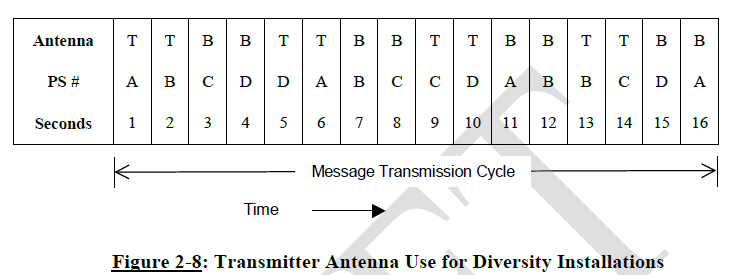 Antenna T T B B T T B B T T B B T T B B
PS # A B C D D A B C C D A B B C D A
Seconds 1 2 3 4 5 6 7 8 9 10 11 12 13 14 15 16
Message Transmission Cycle
Time
Figure 2-8: Transmitter Antenna Use for Diversity Installations